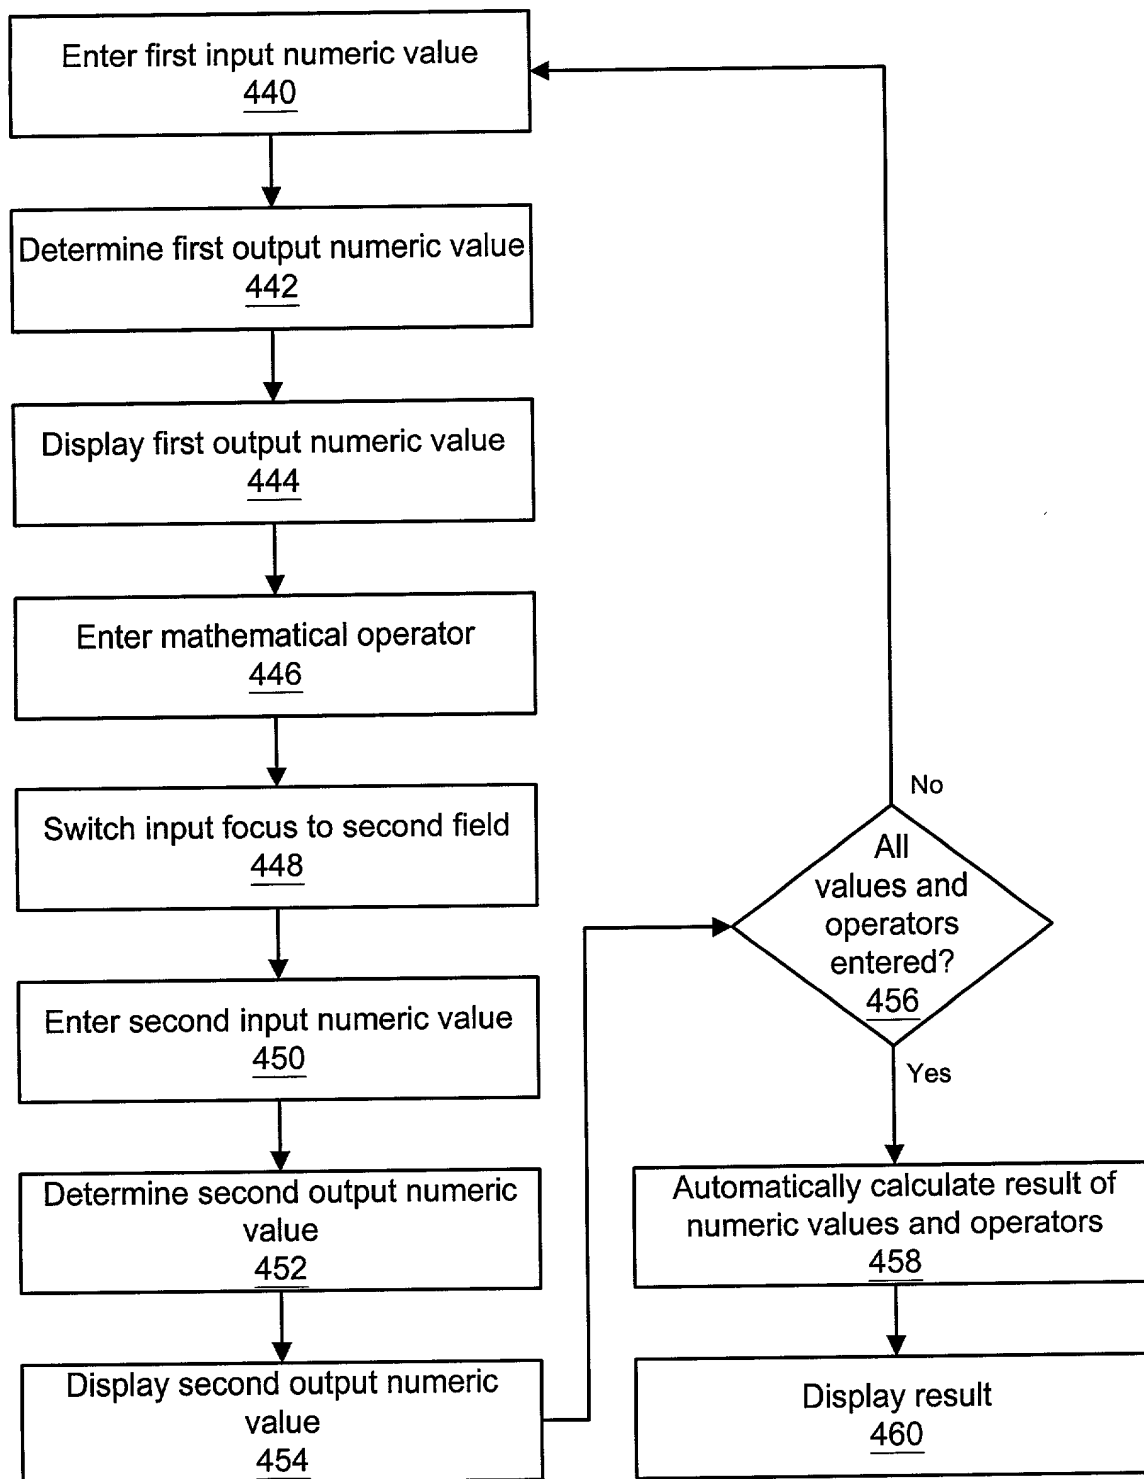 Enter first input numeric value
440
Determine first output numeric value
442
Display first output numeric value
444
Enter mathematical operator
446
Switch input focus to second field
448
Enter second input numeric value
450
Determine second output numeric
value
452
Display second output numeric
value
454
No
All
values and
operators
entered?
456
Yes
Automatically calculate result of
numeric values and operators
458
Display result
460